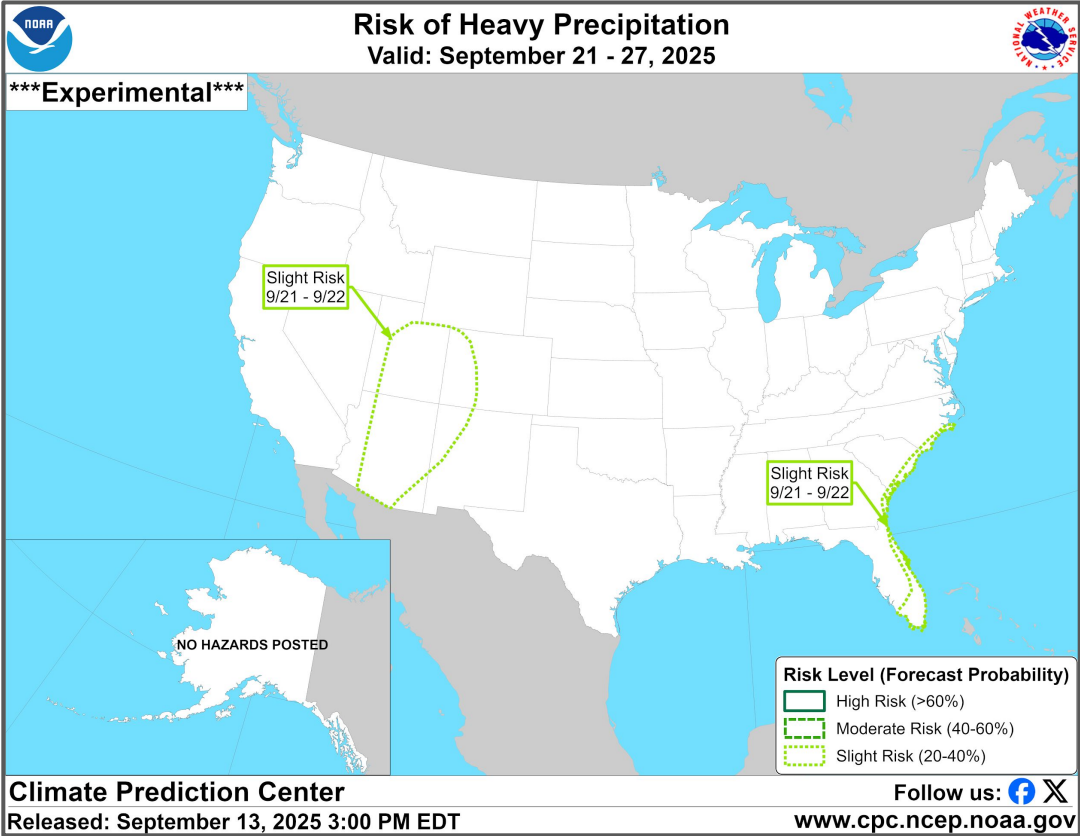 NOAA
Risk of Heavy Precipitation
Valid: September 21 - 27, 2025
NATIONAL WEATHER SERVICE
***Experimental***
Slight Risk
9/21 - 9/22
Slight Risk
9/21 - 9/22
NO HAZARDS POSTED
Risk Level (Forecast Probability)
High Risk (>60%)
Moderate Risk (40-60%)
Slight Risk (20-40%)
Climate Prediction Center
Follow us:
Released: September 13, 2025 3:00 PM EDT
www.cpc.ncep.noaa.gov